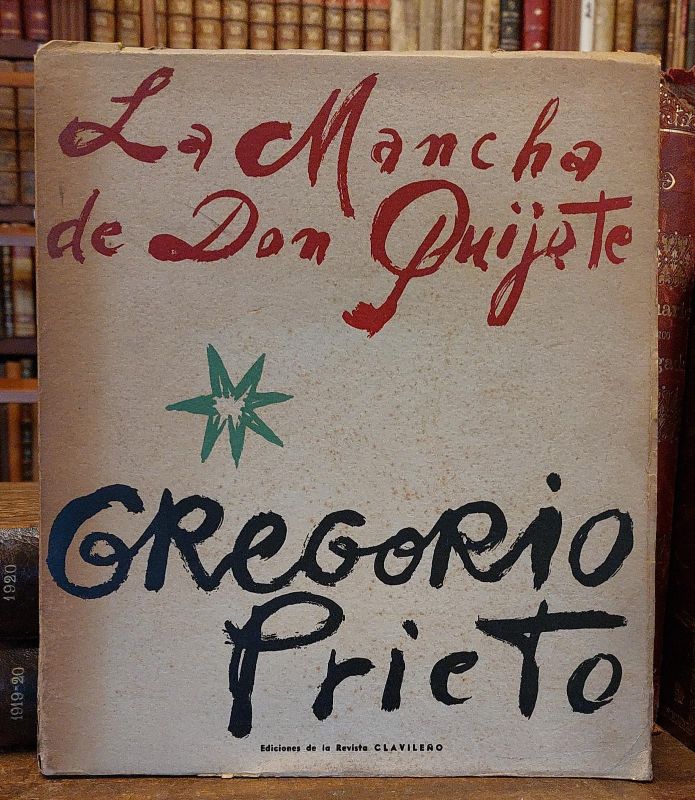 La Mancha
de Don Quijote
GREGORIO
PrieTo
Ediciones de la Revista CLAVILEÑO
1920
1919-20